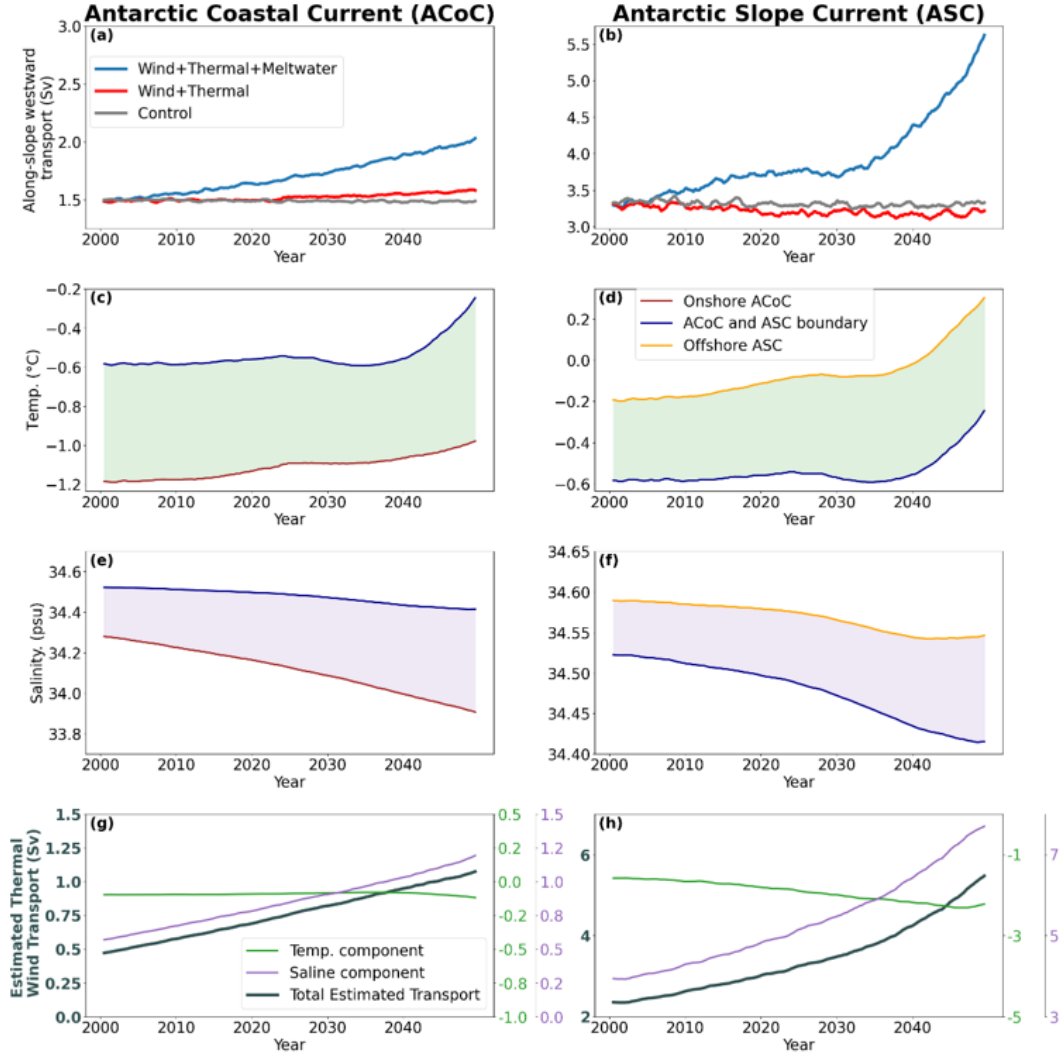 Antarctic Coastal Current (ACoC)
Antarctic Slope Current (ASC)
(a)
Along-slope westward
transport (Sv)
3.0
2.5
2.0
1.5
Wind+Thermal+Meltwater
Wind+Thermal
Control
2000 2010 2020 2030 2040
Year
(b)
5.5
5.0
4.5
4.0
3.5
3.0
2000 2010 2020 2030 2040
Year
(c)
Temp. (°C)
−0.2
−0.4
−0.6
−0.8
−1.0
−1.2
2000 2010 2020 2030 2040
Year
(d)
0.2
0.0
−0.2
−0.4
−0.6
Onshore ACoC
ACoC and ASC boundary
Offshore ASC
2000 2010 2020 2030 2040
Year
(e)
Salinity. (psu)
34.6
34.4
34.2
34.0
33.8
2000 2010 2020 2030 2040
Year
(f)
34.65
34.60
34.55
34.50
34.45
34.40
2000 2010 2020 2030 2040
Year
(g)
Estimated Thermal
Wind Transport (Sv)
1.5
1.25
1.0
0.75
0.5
0.25
0.0
Temp. component
Saline component
Total Estimated Transport
0.5
0.2
0.0
-0.2
-0.5
-0.8
-1.0
1.5
1.2
1.0
0.8
0.5
0.2
0.0
2000 2010 2020 2030 2040
Year
(h)
6
4
2
-1
-3
-5
7
5
3
2000 2010 2020 2030 2040
Year